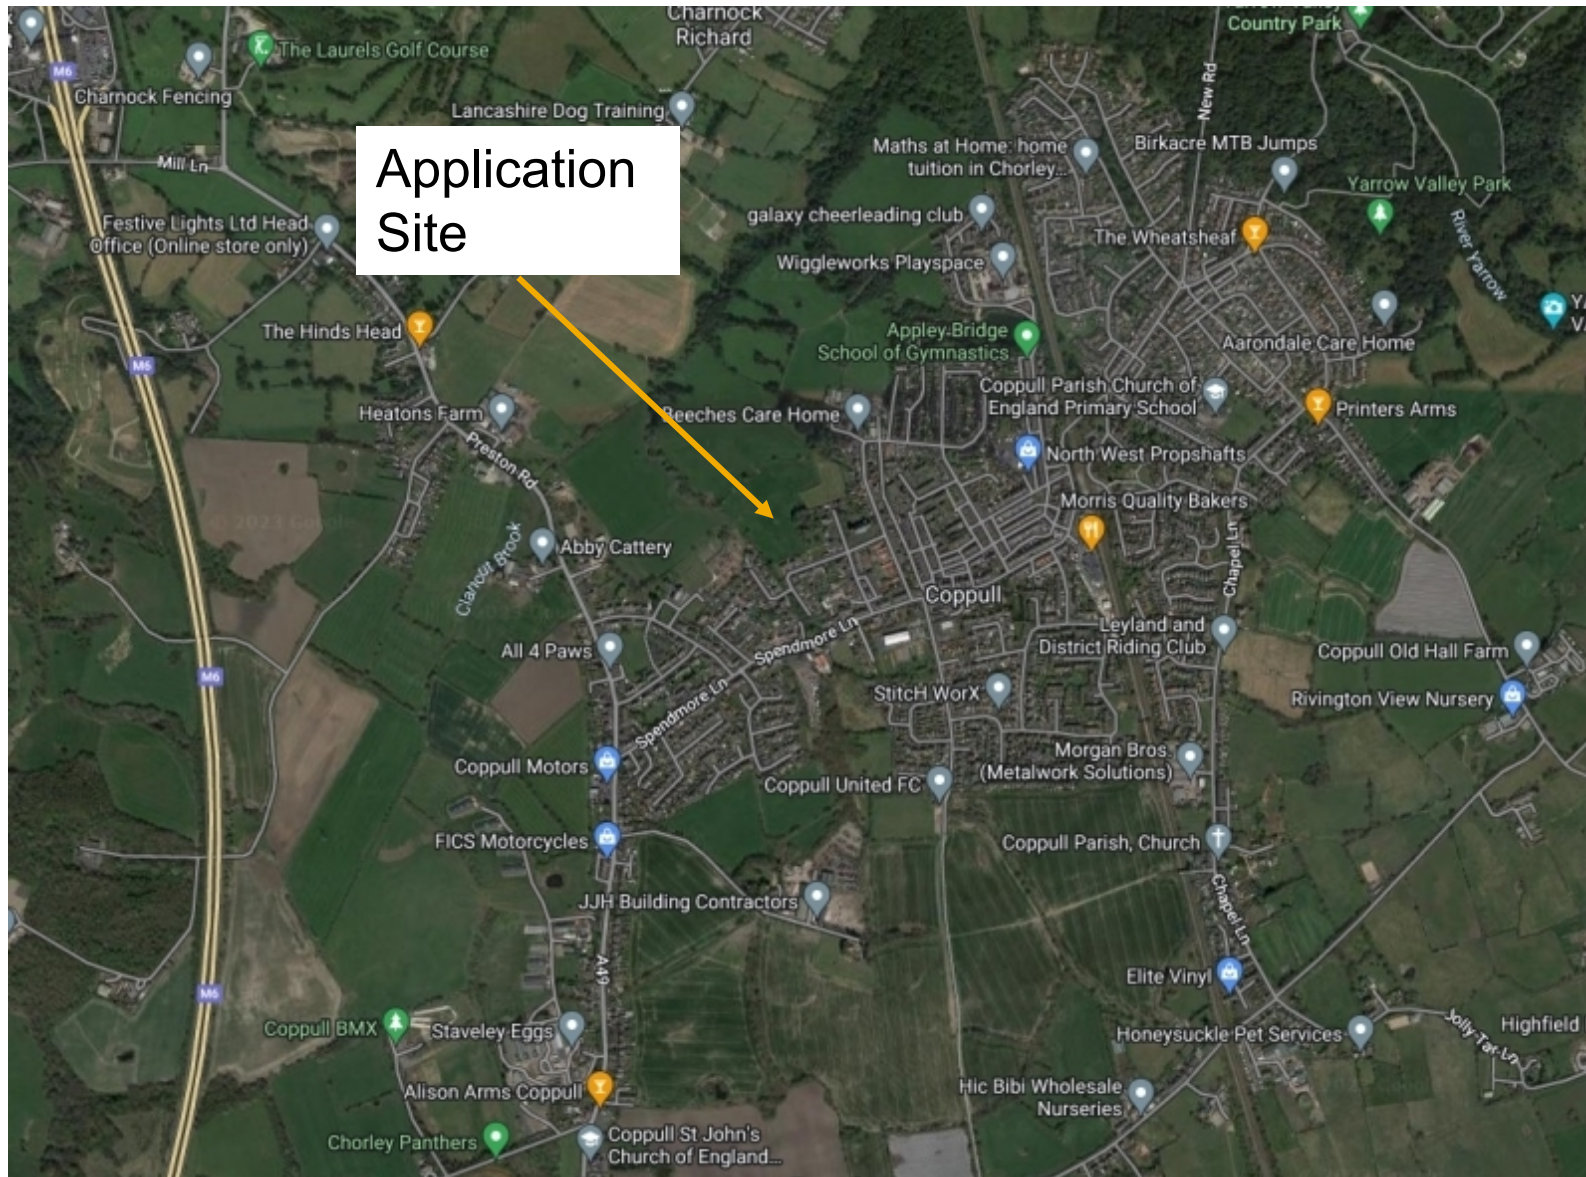 Charnock
Richard
Yarrow Valley
Country Park
The Laurels Golf Course
M6
Charnock Fencing
Lancashire Dog Training
New Rd
Mill Ln
Application
Site
Maths at Home: home
tuition in Chorley...
Birkacre MTB Jumps
Yarrow Valley Park
River Yarrow
Festive Lights Ltd Head
Office (Online store only)
galaxy cheerleading club
The Wheatsheaf
Wiggleworks Playspace
The Hinds Head
Appley Bridge
School of Gymnastics
Aarondale Care Home
M6
Heatons Farm
Beeches Care Home
Coppull Parish Church of
England Primary School
Printers Arms
Preston Rd
North West Propshafts
Morris Quality Bakers
© 2023 Google
Clancutt Brook
Abby Cattery
Chapel Ln
Coppull
All 4 Paws
Spendmore Ln
Leyland and
District Riding Club
Coppull Old Hall Farm
M6
Spendmore Ln
StitcH WorX
Rivington View Nursery
Coppull Motors
Coppull United FC
Morgan Bros.
(Metalwork Solutions)
FICS Motorcycles
Coppull Parish, Church
JJH Building Contractors
Chapel Ln
A49
Elite Vinyl
M6
Coppull BMX
Staveley Eggs
Honeysuckle Pet Services
Jolly Tar Ln
Highfield
Alison Arms Coppull
Hic Bibi Wholesale
Nurseries
Chorley Panthers
Coppull St John's
Church of England...